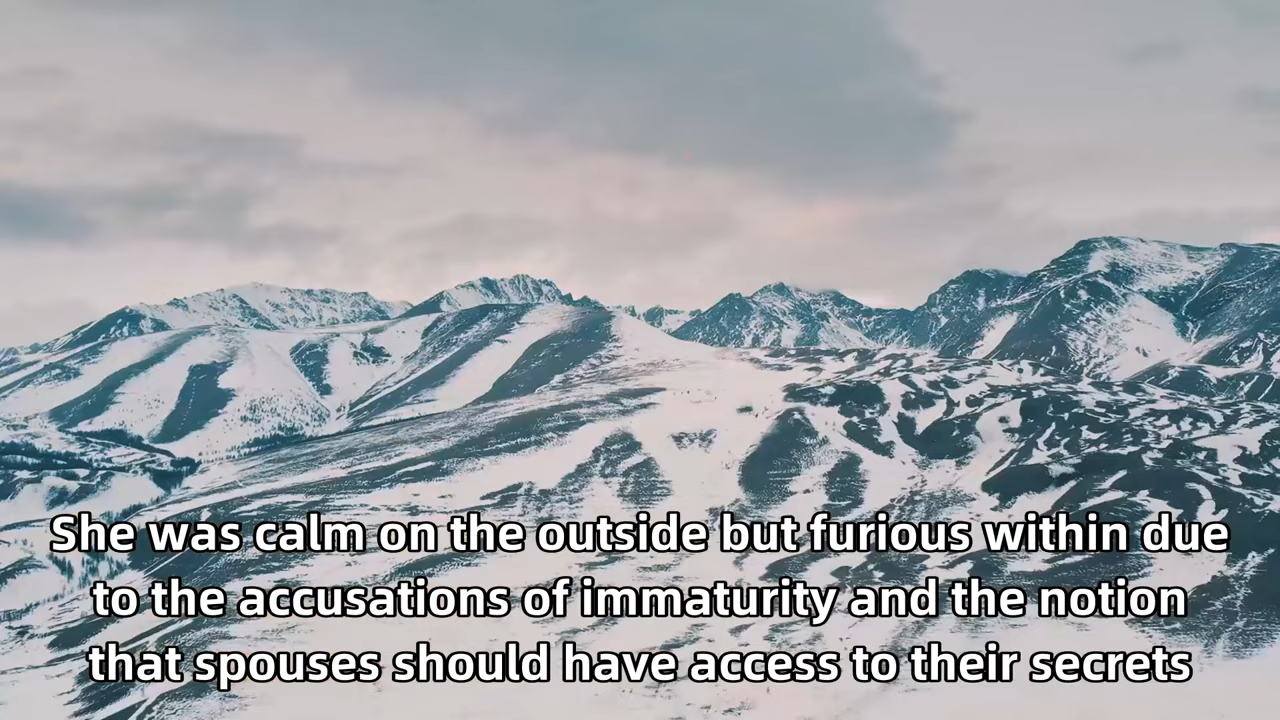 She was calm on the outside but furious within due
to the accusations of immaturity and the notion
that spouses should have access to their secrets